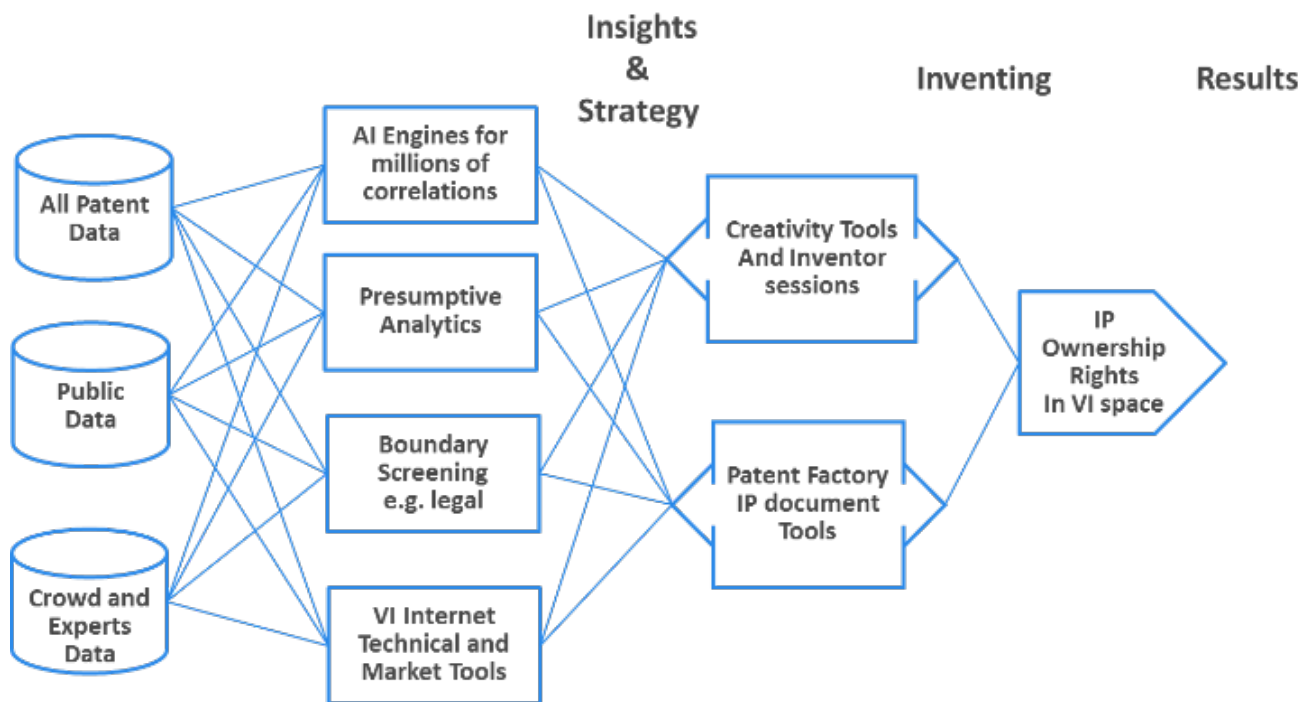 Insights
&
Strategy
Inventing
Results
All Patent
Data
Public
Data
Crowd and
Experts
Data
AI Engines for
millions of
correlations
Presumptive
Analytics
Boundary
Screening
e.g. legal
VI Internet
Technical and
Market Tools
Creativity Tools
And Inventor
sessions
Patent Factory
IP document
Tools
IP
Ownership
Rights
In VI space